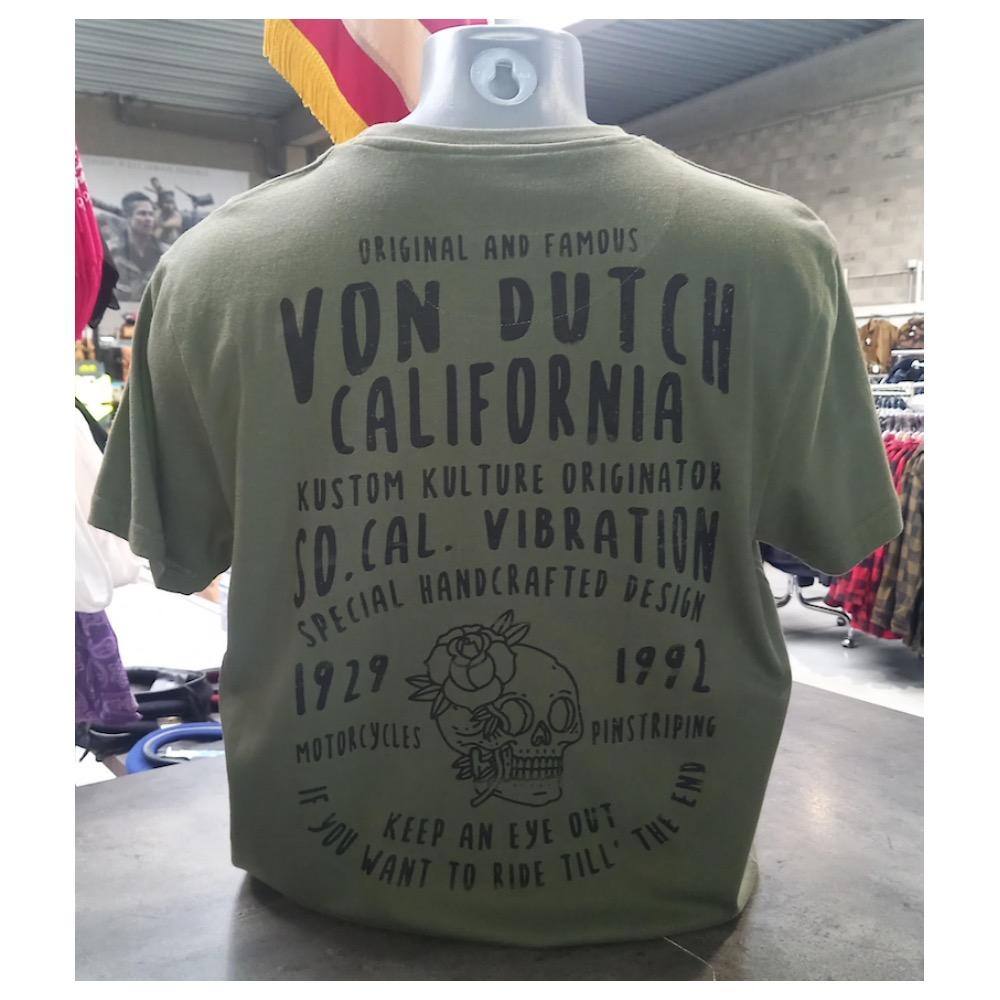 ORIGINAL AND FAMOUS
VON DUTCH
CALIFORNIA
KUSTOM KULTURE ORIGINATOR
SO.CAL. VIBRATION
SPECIAL HANDCRAFTED DESIGN
1929 1992
MOTORCYCLES PINSTRIPING
KEEP AN EYE OUT
IF YOU WANT TO RIDE TILL' THE END